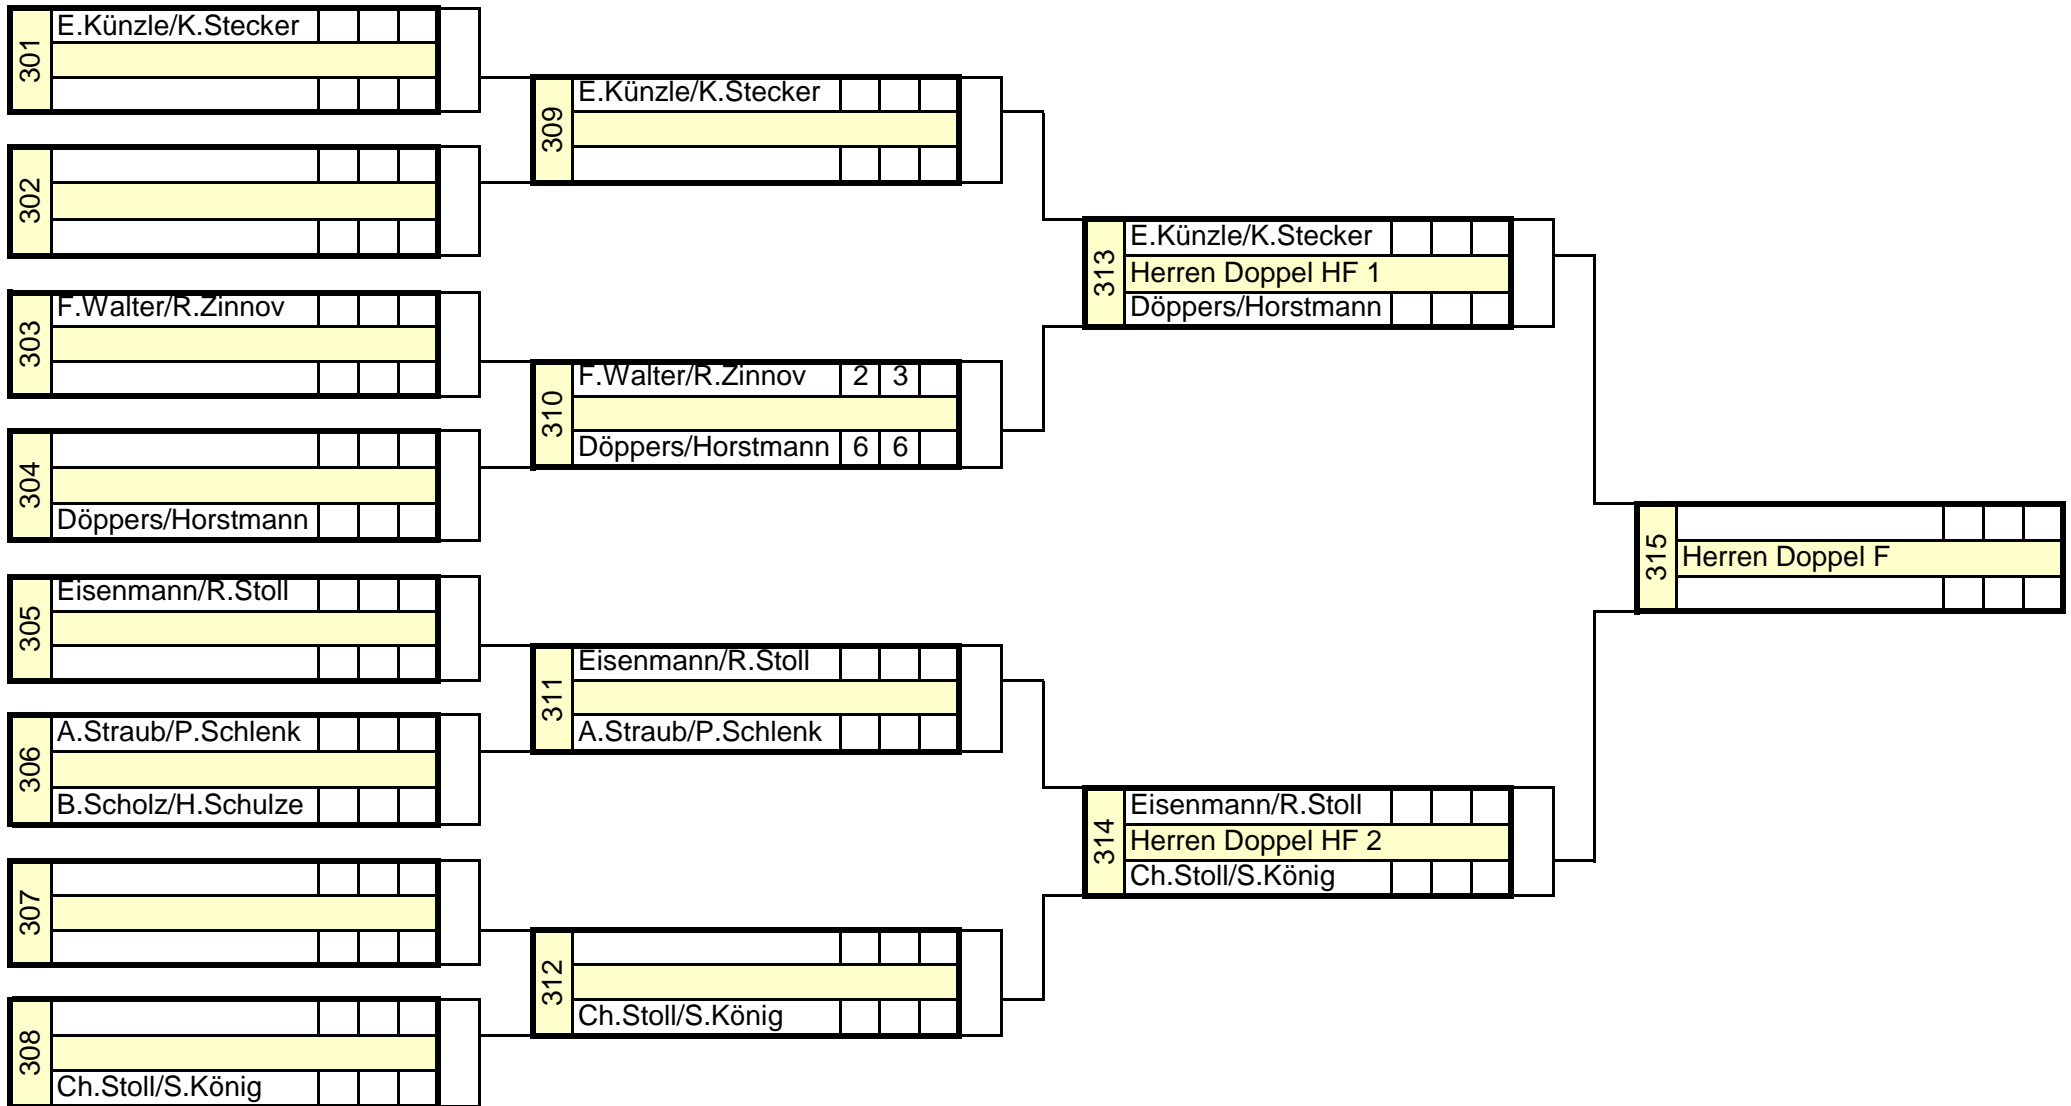 301
E.Künzle/K.Stecker
302
303
F.Walter/R.Zinnov
304
Döppers/Horstmann
305
Eisenmann/R.Stoll
306
A.Straub/P.Schlenk
B.Scholz/H.Schulze
307
308
Ch.Stoll/S.König
309
E.Künzle/K.Stecker
310
F.Walter/R.Zinnov 2 3
Döppers/Horstmann 6 6
311
Eisenmann/R.Stoll
A.Straub/P.Schlenk
312
Ch.Stoll/S.König
313
E.Künzle/K.Stecker
Herren Doppel HF 1
Döppers/Horstmann
314
Eisenmann/R.Stoll
Herren Doppel HF 2
Ch.Stoll/S.König
315
Herren Doppel F